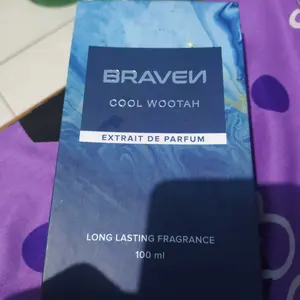 BRAVEN
COOL WOOTAH
EXTRAIT DE PARFUM
LONG LASTING FRAGRANCE
100 ml